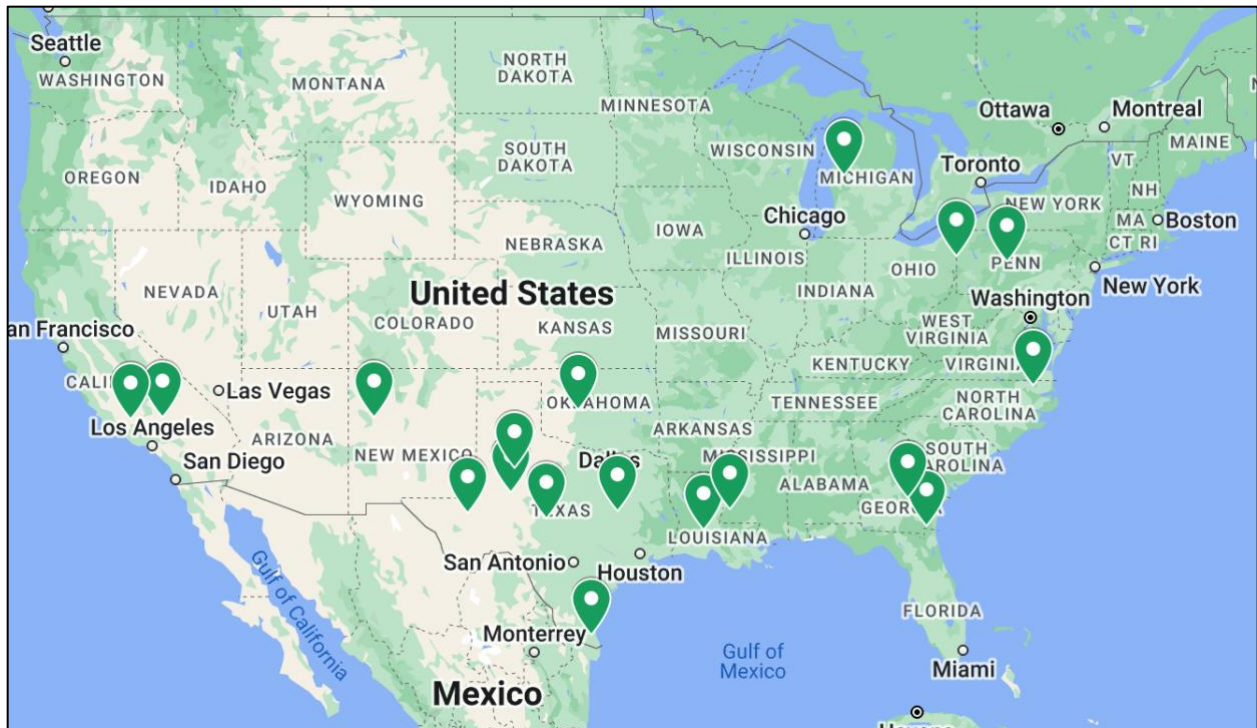 Seattle
WASHINGTON
MONTANA
NORTH
DAKOTA
MINNESOTA
Ottawa
Montreal
MAINE
OREGON
IDAHO
SOUTH
DAKOTA
WISCONSIN
MICHIGAN
Toronto
VT
NH
WYOMING
NEW YORK
MA
Boston
CT RI
Chicago
IOWA
NEBRASKA
ILLINOIS
OHIO
PENN
New York
NEVADA
UTAH
United States
INDIANA
Washington
an Francisco
COLORADO
KANSAS
MISSOURI
WEST
VIRGINIA
KENTUCKY
VIRGINIA
CALI
Las Vegas
OKLAHOMA
TENNESSEE
NORTH
CAROLINA
Los Angeles
ARIZONA
NEW MEXICO
ARKANSAS
San Diego
Dallas
MISSISSIPPI
SOUTH
CAROLINA
ALABAMA
TEXAS
GEORGIA
LOUISIANA
San Antonio
Houston
Gulf of California
FLORIDA
Monterrey
Gulf of
Mexico
Miami
Mexico